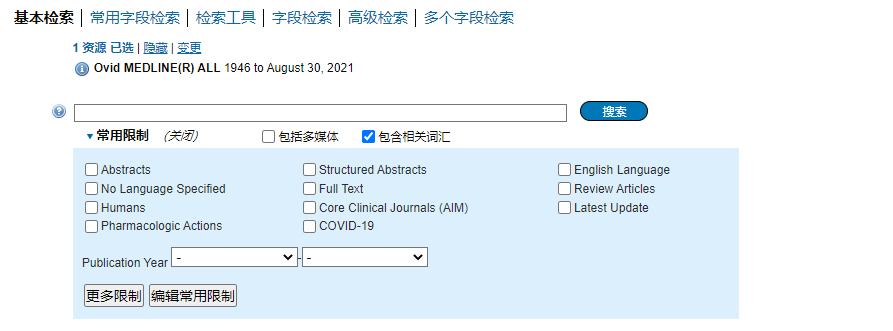 基本检索 | 常用字段检索 | 检索工具 | 字段检索 | 高级检索 | 多个字段检索
1 资源 已选 | 隐藏 | 变更
Ovid MEDLINE(R) ALL 1946 to August 30, 2021
搜索
常用限制 (关闭) 包括多媒体 包含相关词汇
Abstracts Structured Abstracts English Language
No Language Specified Full Text Review Articles
Humans Core Clinical Journals (AIM) Latest Update
Pharmacologic Actions COVID-19
Publication Year - - -
更多限制 编辑常用限制